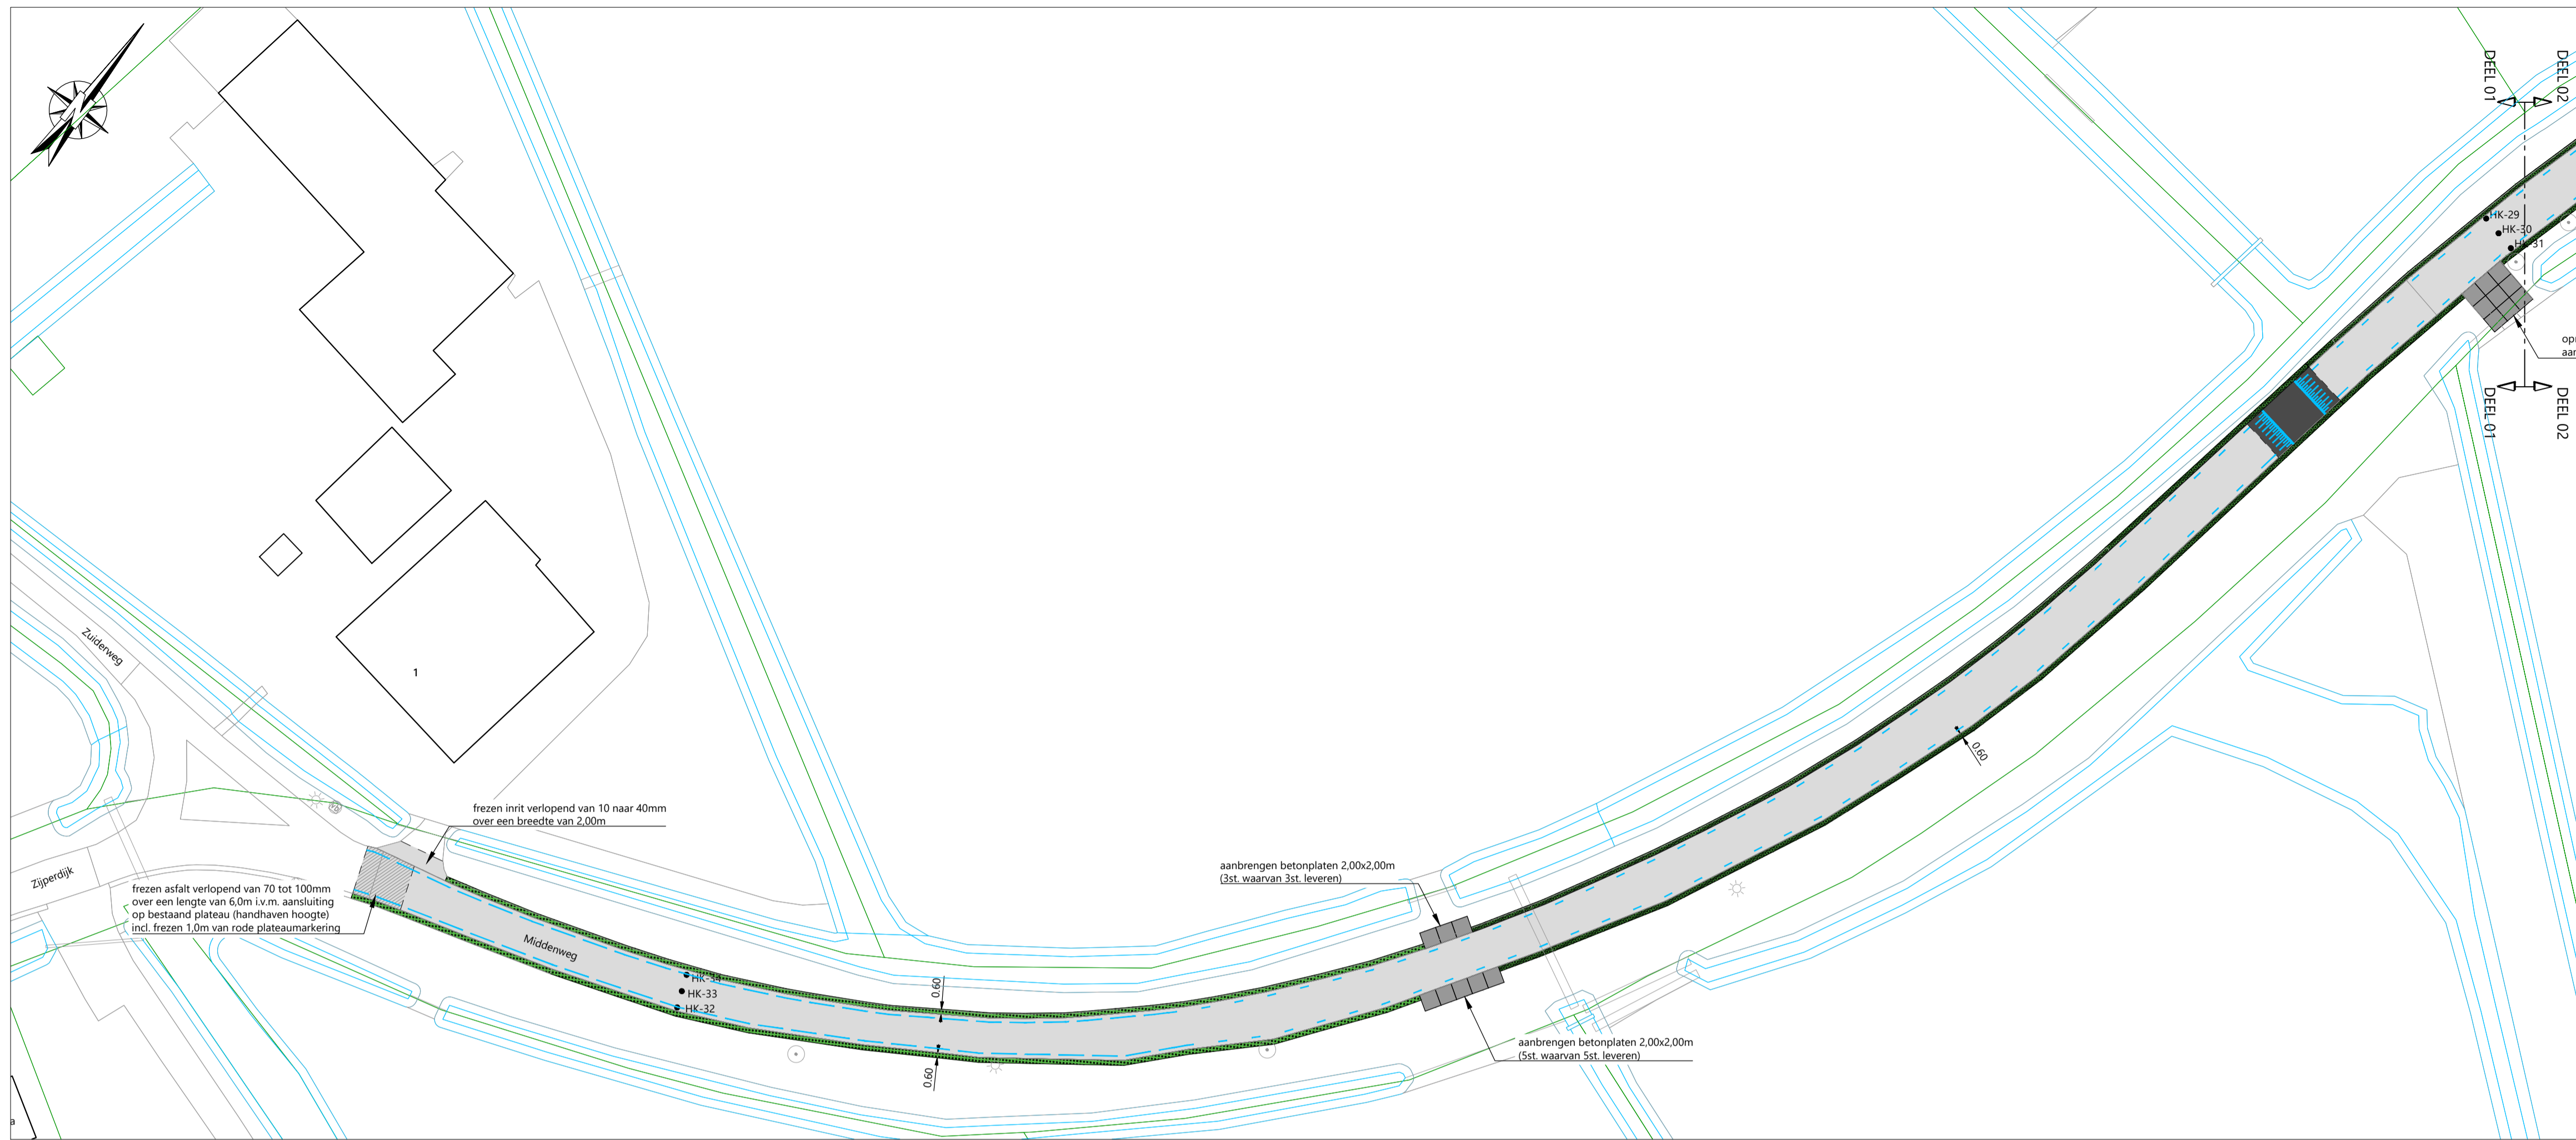 DEEL 01
DEEL 02
HK-29
HK-30
HK-31
DEEL 01
DEEL 02
Zuiderweg
1
0.60
frezen inrit verlopend van 10 naar 40mm
over een breedte van 2,00m
aanbrengen betonplaten 2,00x2,00m
(3st. waarvan 3st. leveren)
Zijperdijk
frezen asfalt verlopend van 70 tot 100mm
over een lengte van 6,0m i.v.m. aansluiting
op bestaand plateau (handhaven hoogte)
incl. frezen 1,0m van rode plateaumarkering
Middenweg
HK-34
HK-33
HK-32
0.60
0.60
aanbrengen betonplaten 2,00x2,00m
(5st. waarvan 5st. leveren)
a